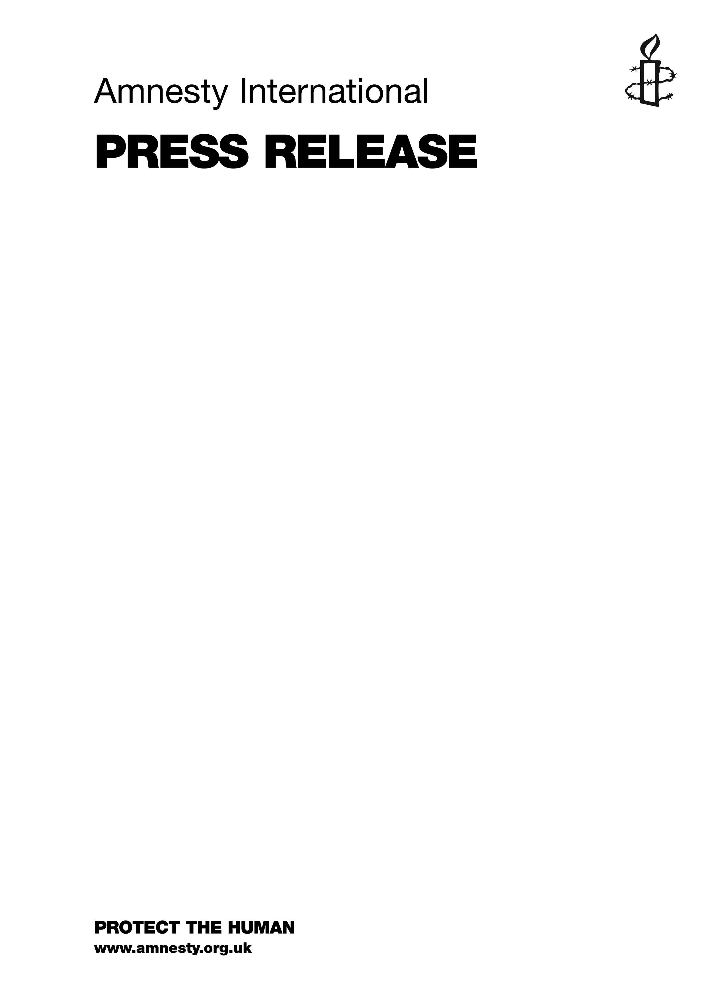 Amnesty International
PRESS RELEASE
PROTECT THE HUMAN
www.amnesty.org.uk